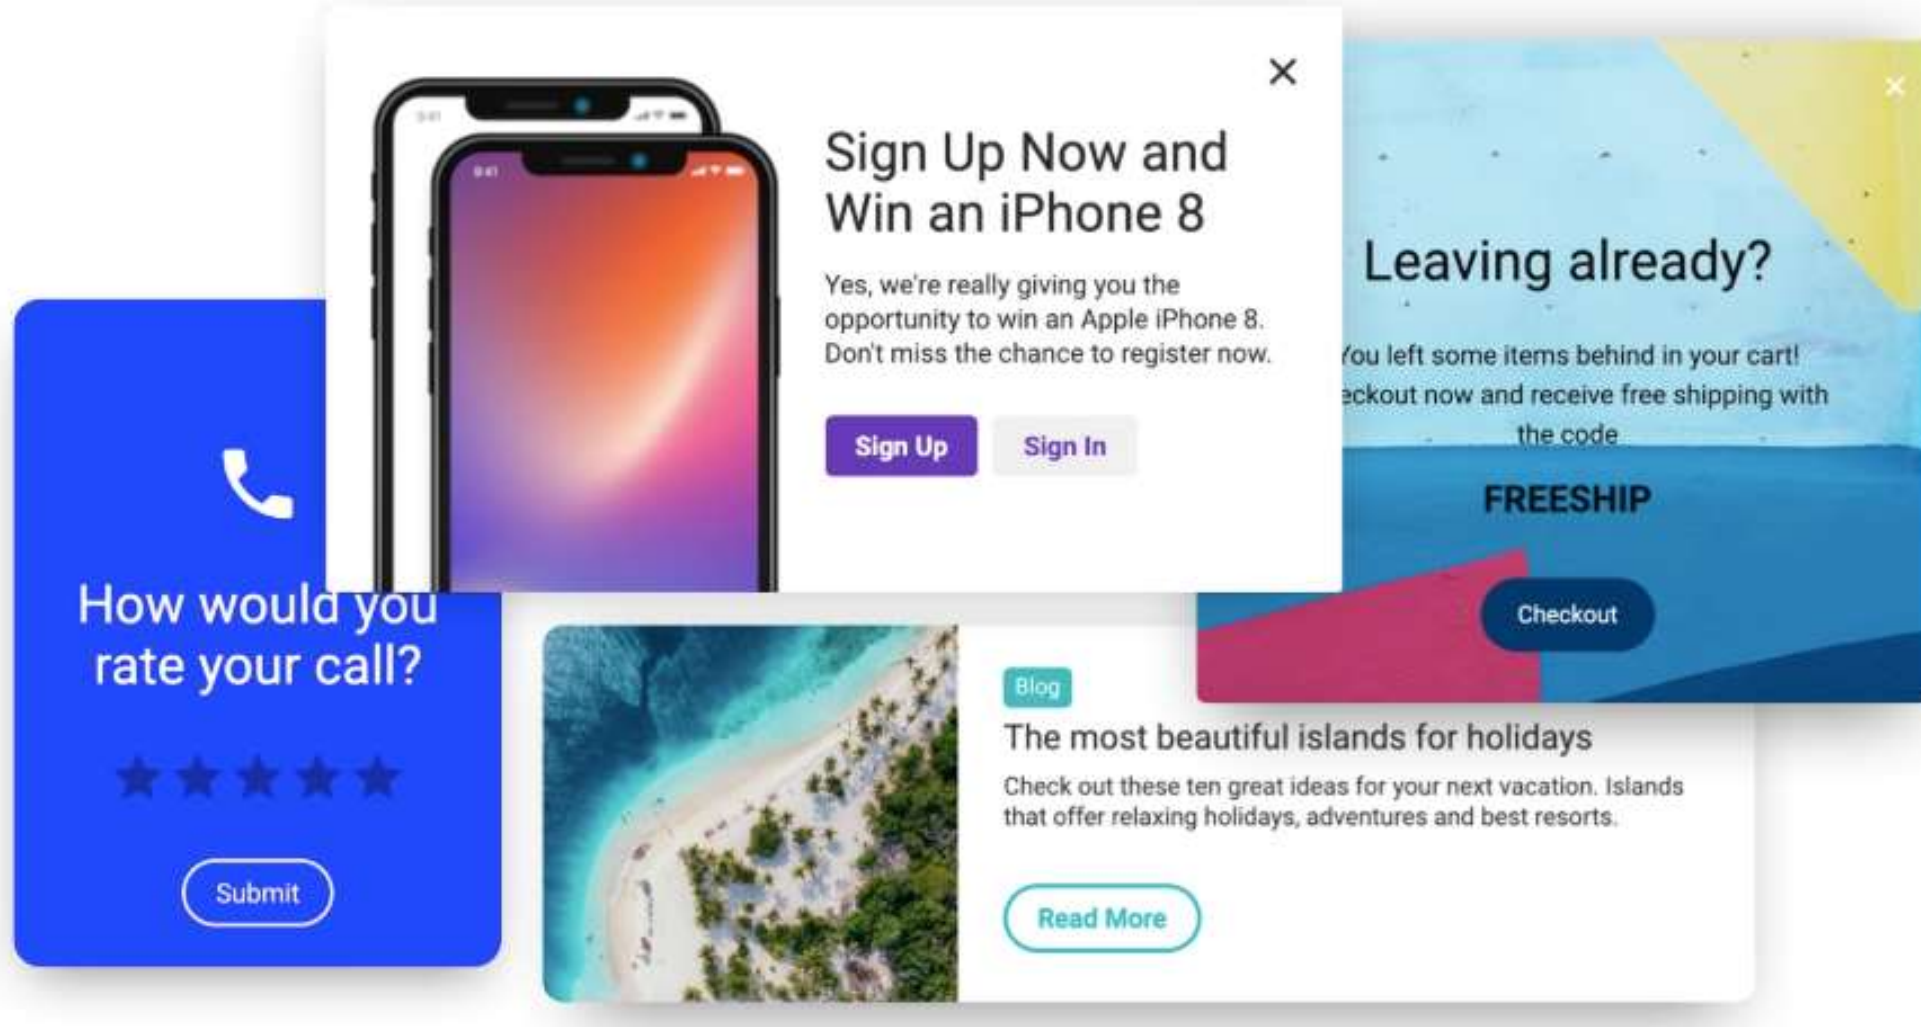 9:41
9:41
Sign Up Now and
Win an iPhone 8
Yes, we're really giving you the
opportunity to win an Apple iPhone 8.
Don't miss the chance to register now.
Sign Up
Sign In
Leaving already?
You left some items behind in your cart!
eckout now and receive free shipping with
the code
FREESHIP
Checkout
How would you
rate your call?
Submit
Blog
The most beautiful islands for holidays
Check out these ten great ideas for your next vacation. Islands
that offer relaxing holidays, adventures and best resorts.
Read More